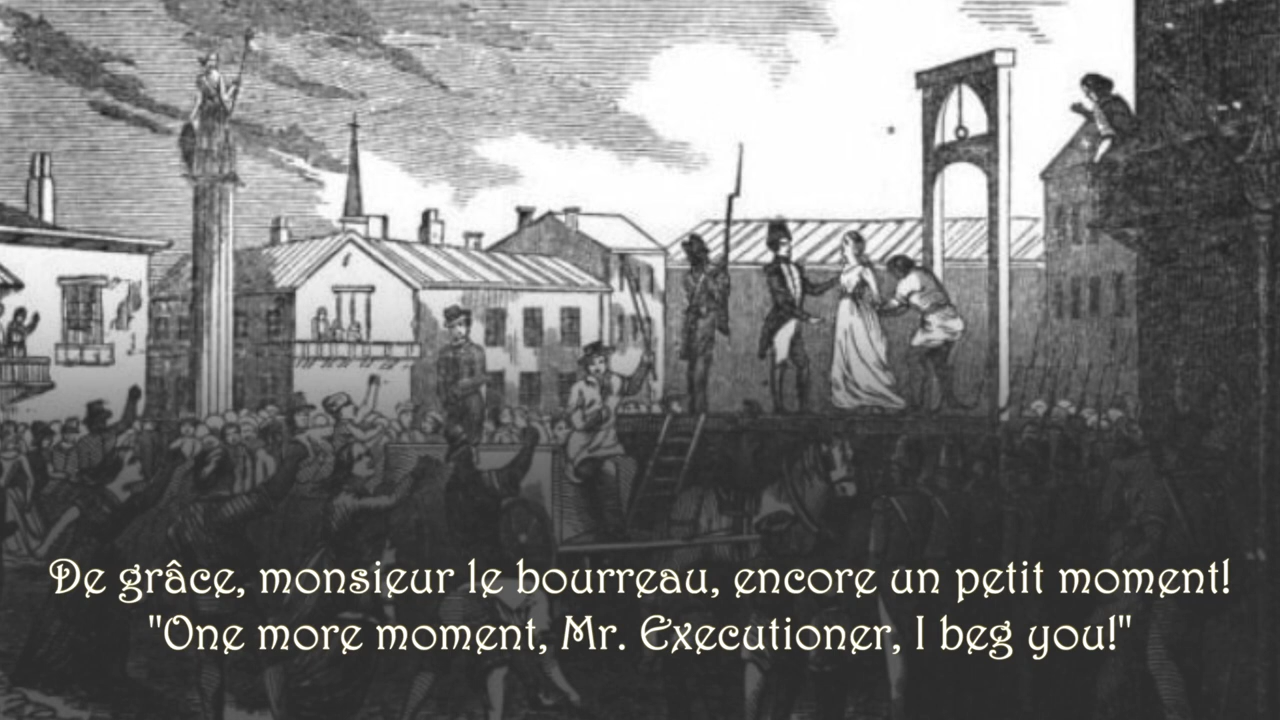 De grâce, monsieur le bourreau, encore un petit moment!
"One more moment, Mr. Executioner, I beg you!"